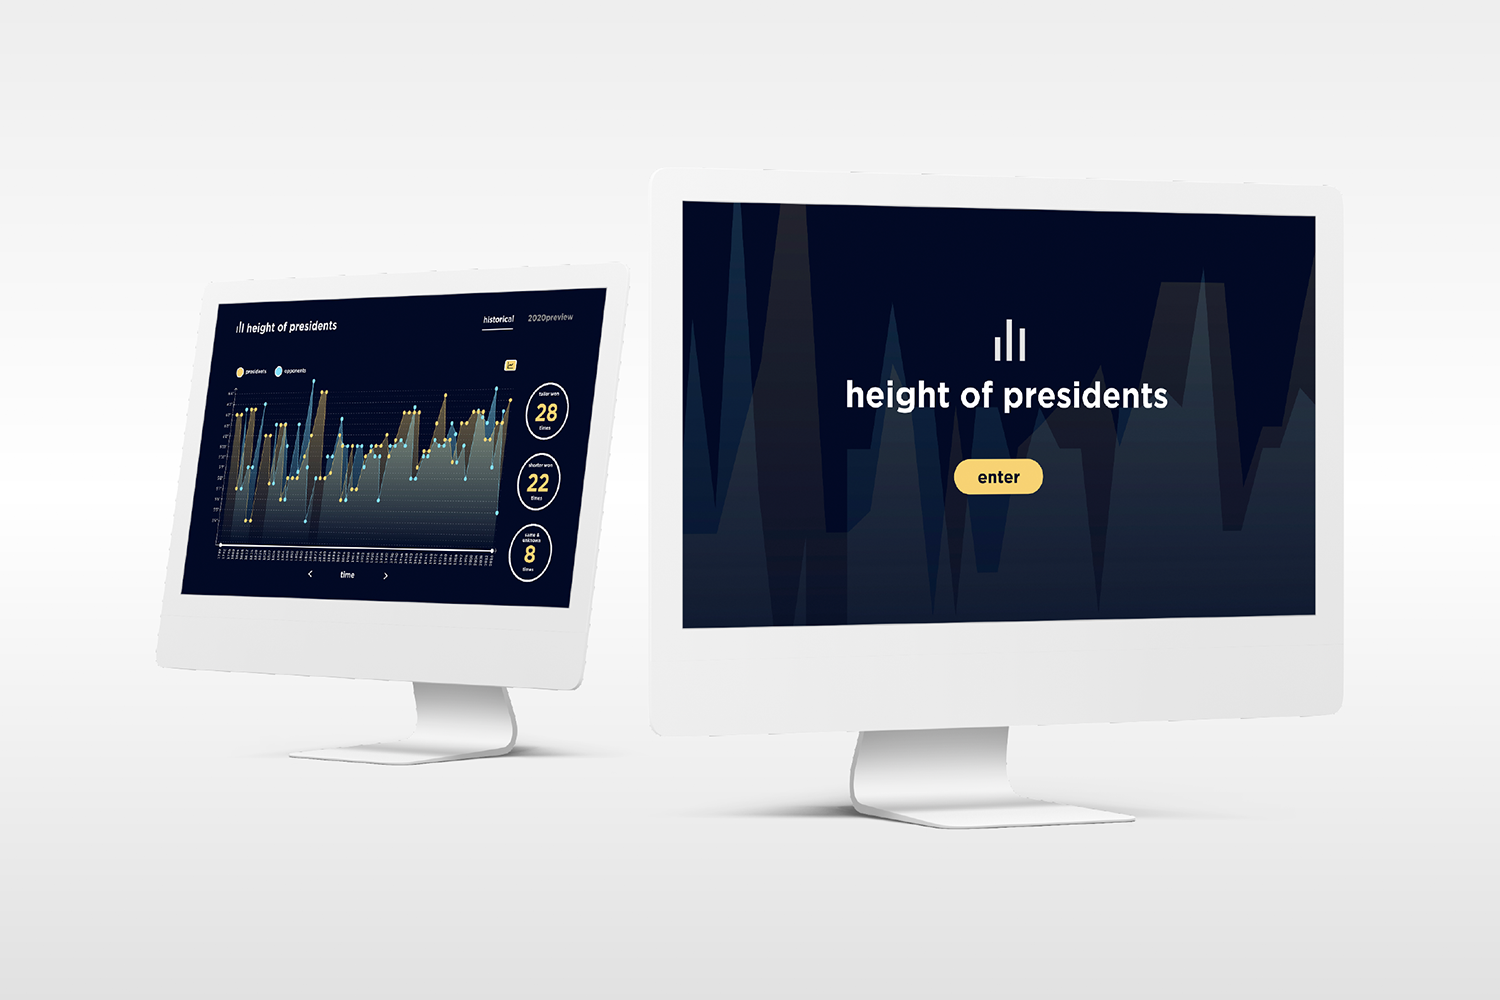 height of presidents
historical
2020preview
presidents
opponents
taller won
28
times
shorter won
22
times
same &
unknown
8
times
< time >
height of presidents
enter